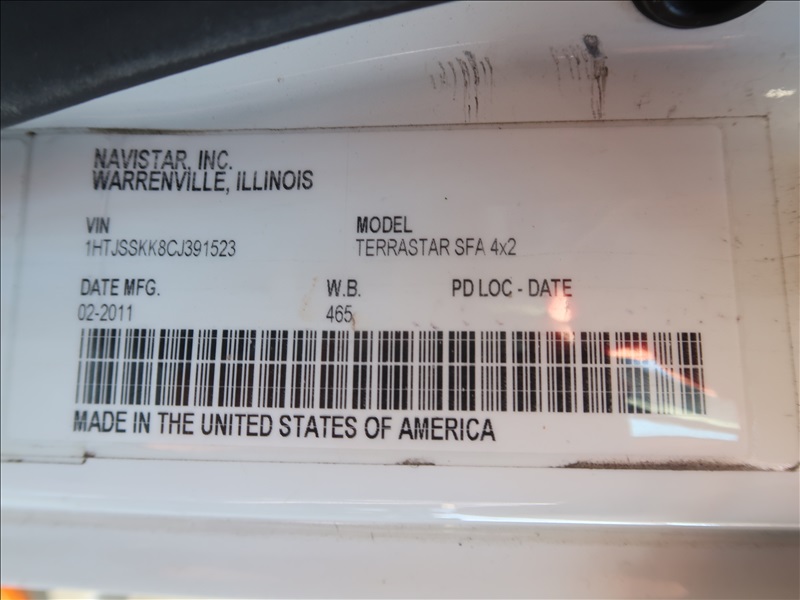 NAVISTAR, INC.
WARRENVILLE, ILLINOIS
VIN MODEL
1HTJSSKK8CJ391523 TERRASTAR SFA 4x2
DATE MFG. W.B. PD LOC - DATE
02-2011 465
MADE IN THE UNITED STATES OF AMERICA